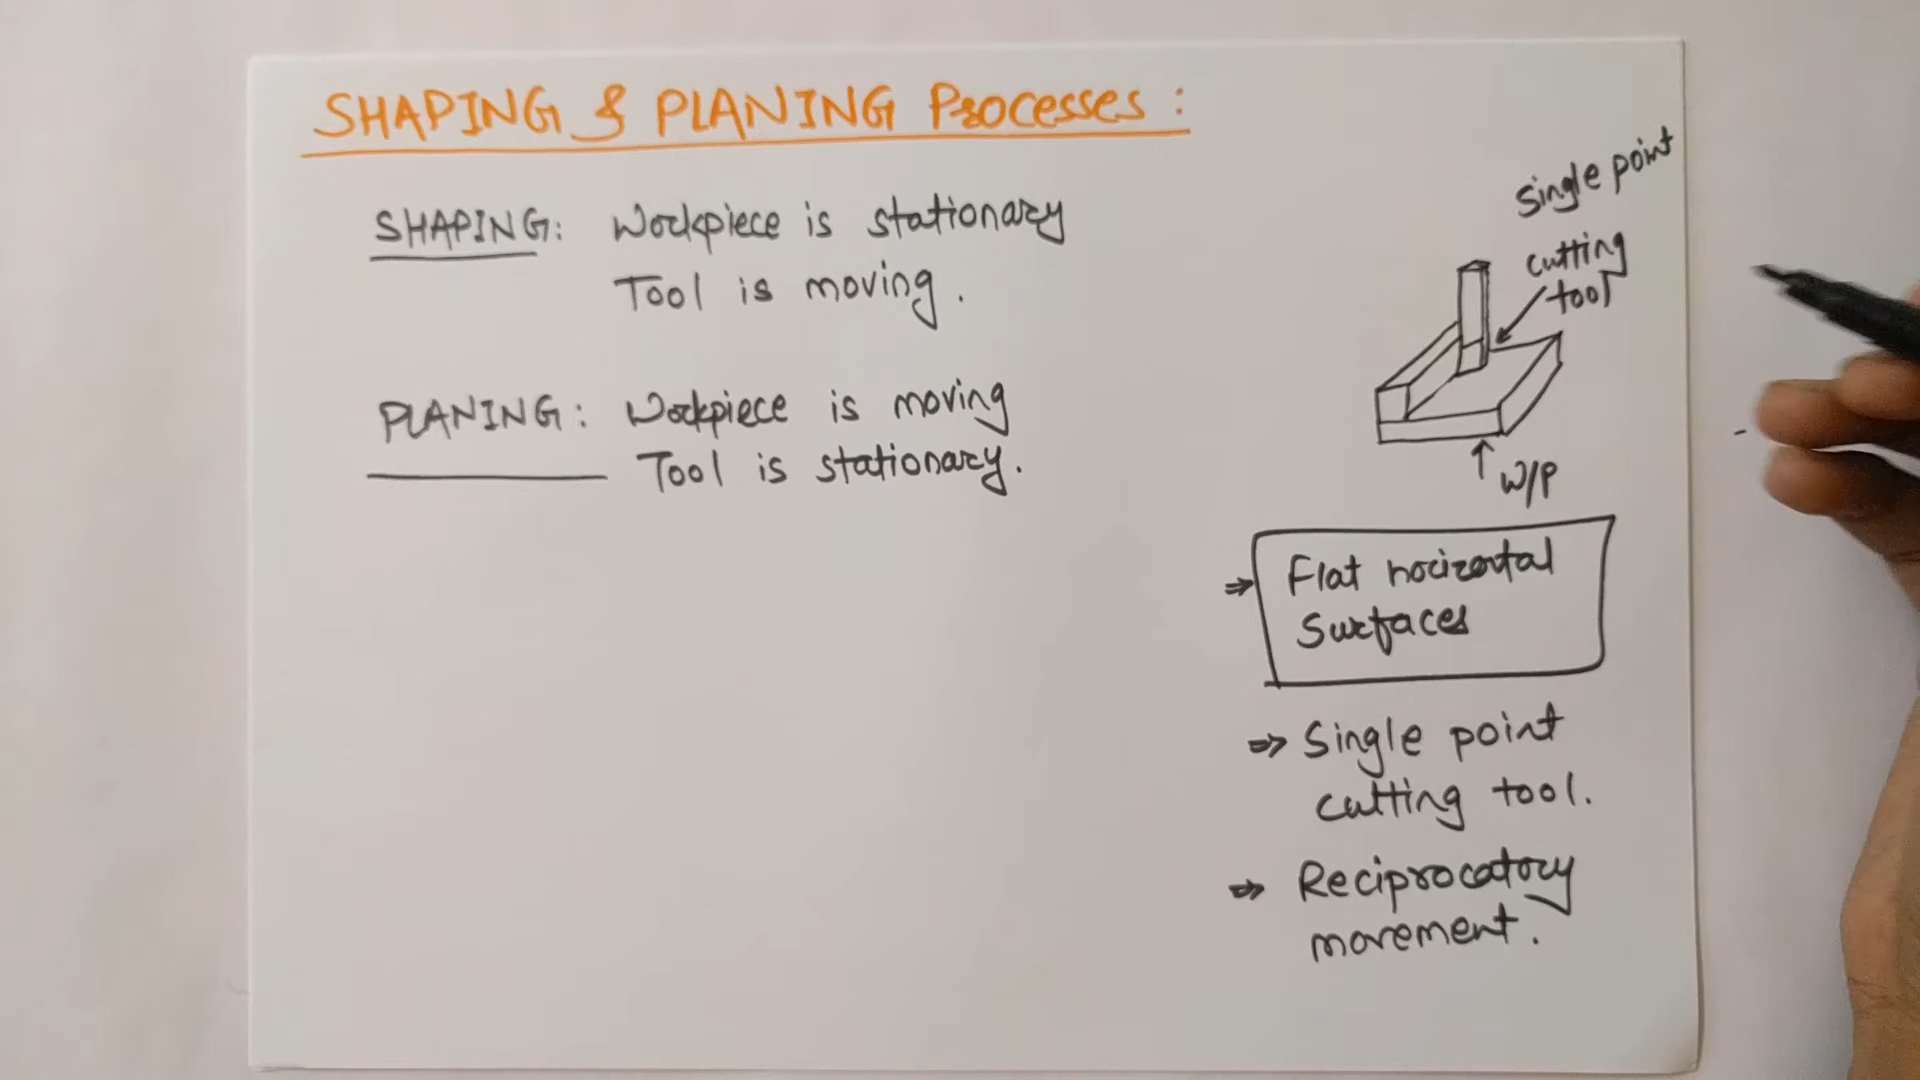 SHAPING & PLANING Processes :
SHAPING : Workpiece is stationary
Tool is moving.
PLANING : Workpiece is moving
Tool is stationary.
Single point
cutting
tool
W/P
⇒ Flat horizontal
Surfaces
⇒ Single point
cutting tool.
⇒ Reciprocatory
movement.